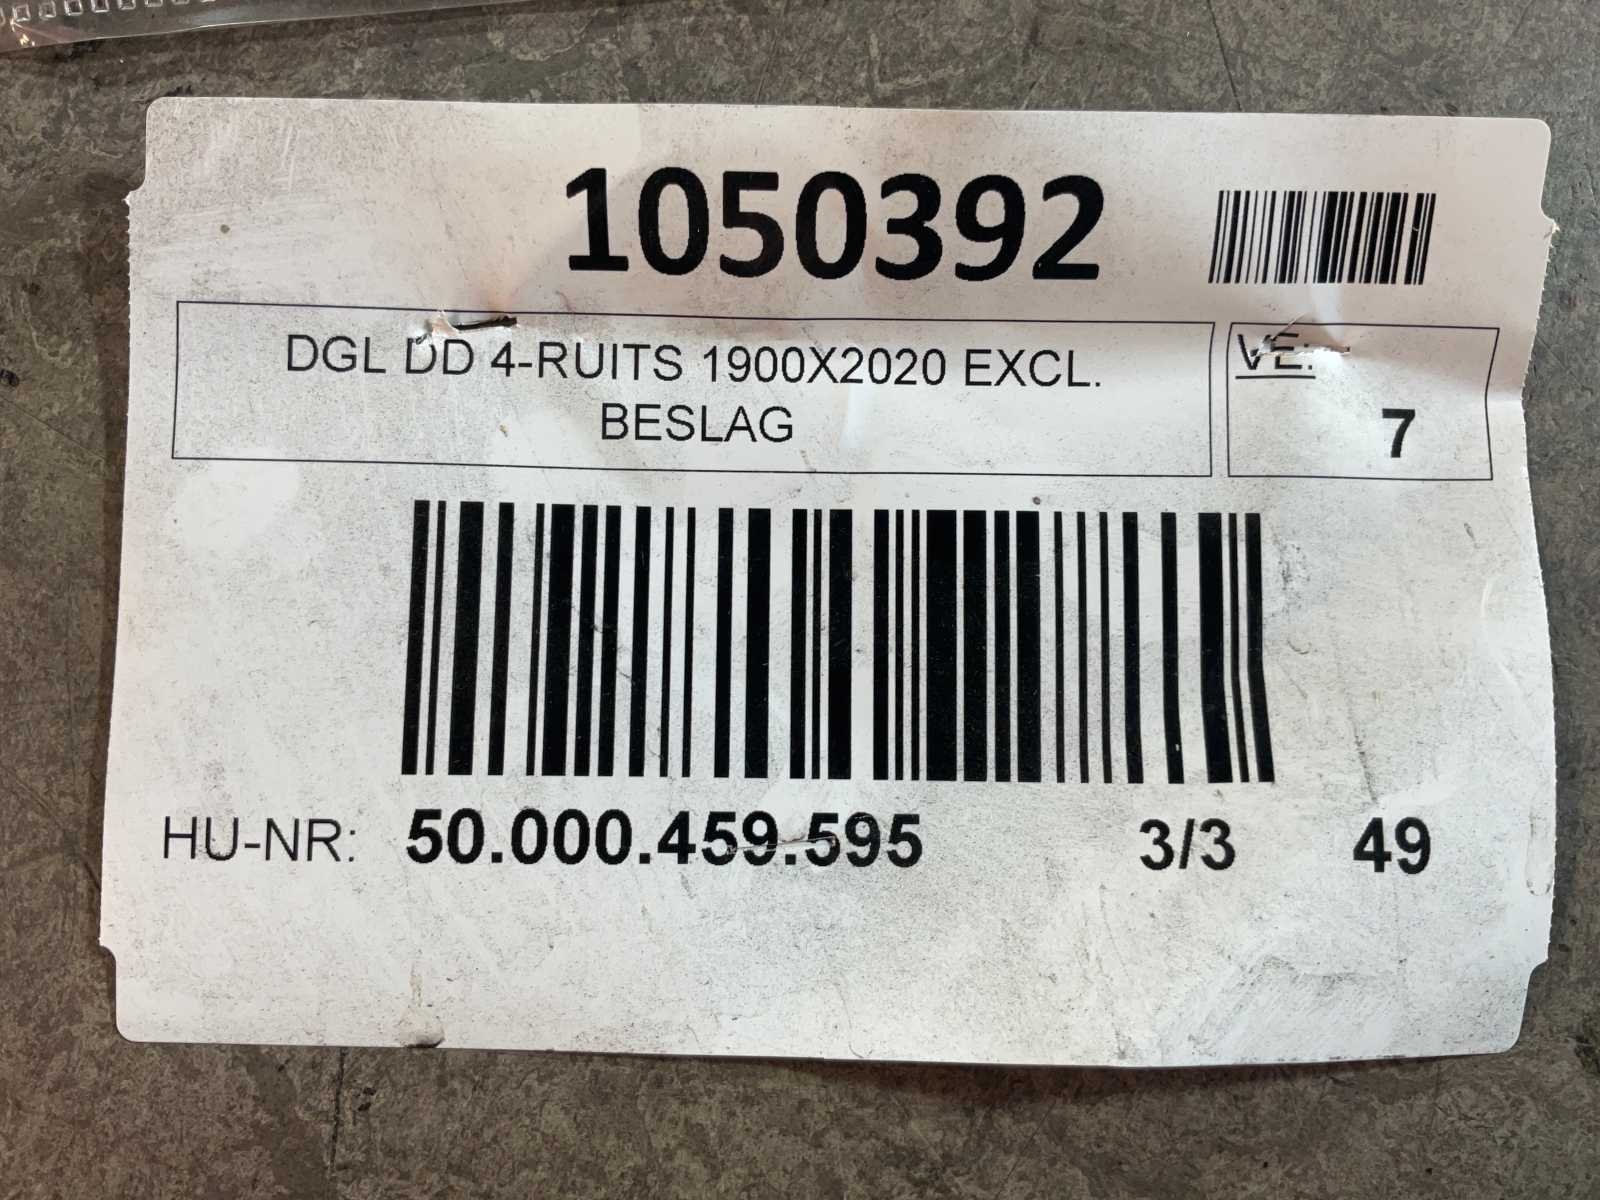 1050392
DGL DD 4-RUITS 1900X2020 EXCL.
BESLAG
VE:
7
HU-NR: 50.000.459.595 3/3 49